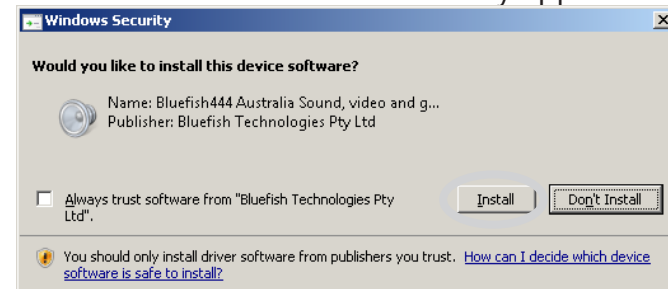 Windows Security
Would you like to install this device software?
Name: Bluefish444 Australia Sound, video and g...
Publisher: Bluefish Technologies Pty Ltd
Always trust software from "Bluefish Technologies Pty
Ltd".
Install
Don't Install
You should only install driver software from publishers you trust. How can I decide which device
software is safe to install?